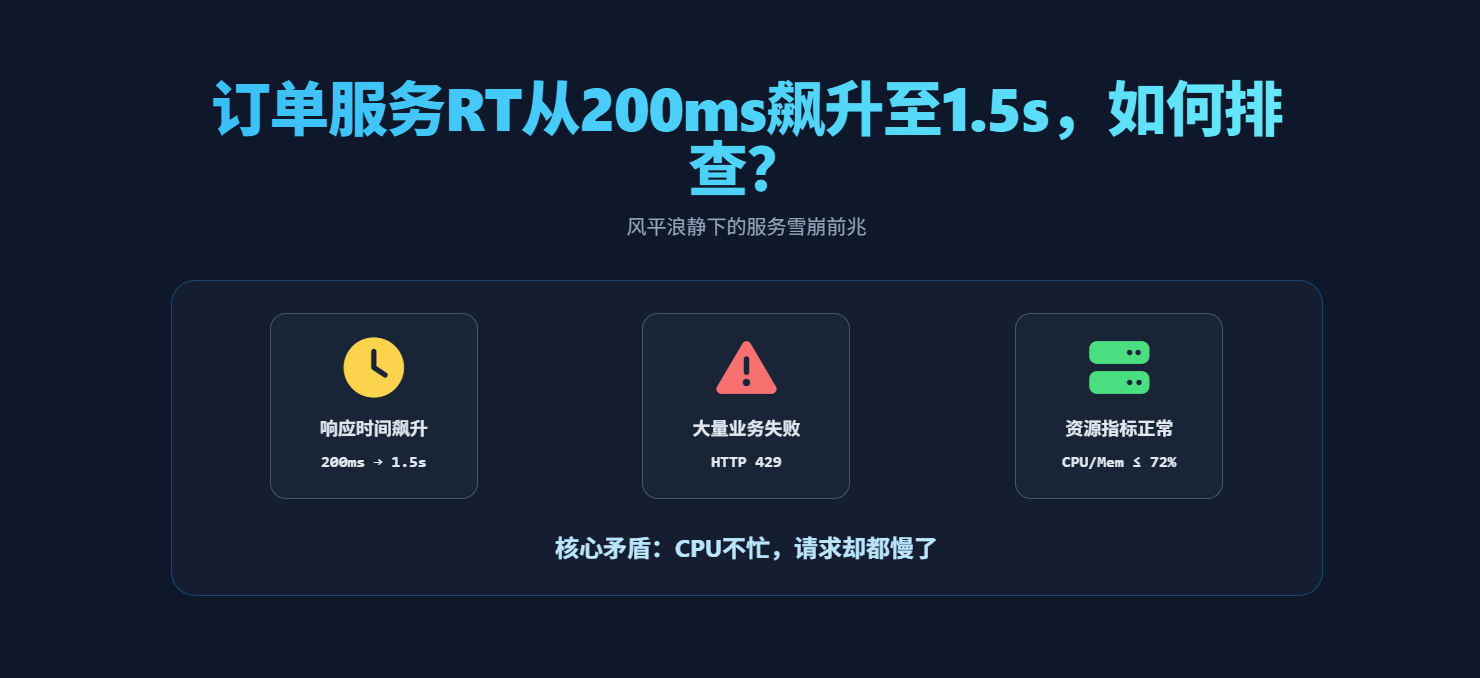 订单服务RT从200ms飙升至1.5s，如何排
查？
风平浪静下的服务雪崩前兆
响应时间飙升
200ms → 1.5s
大量业务失败
HTTP 429
资源指标正常
CPU/Mem ≤ 72%
核心矛盾：CPU不忙，请求却都慢了